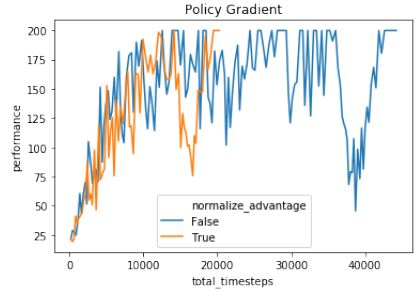 Policy Gradient
200
175
150
125
100
75
50
25
performance
normalize_advantage
False
True
0
10000
20000
30000
40000
total_timesteps